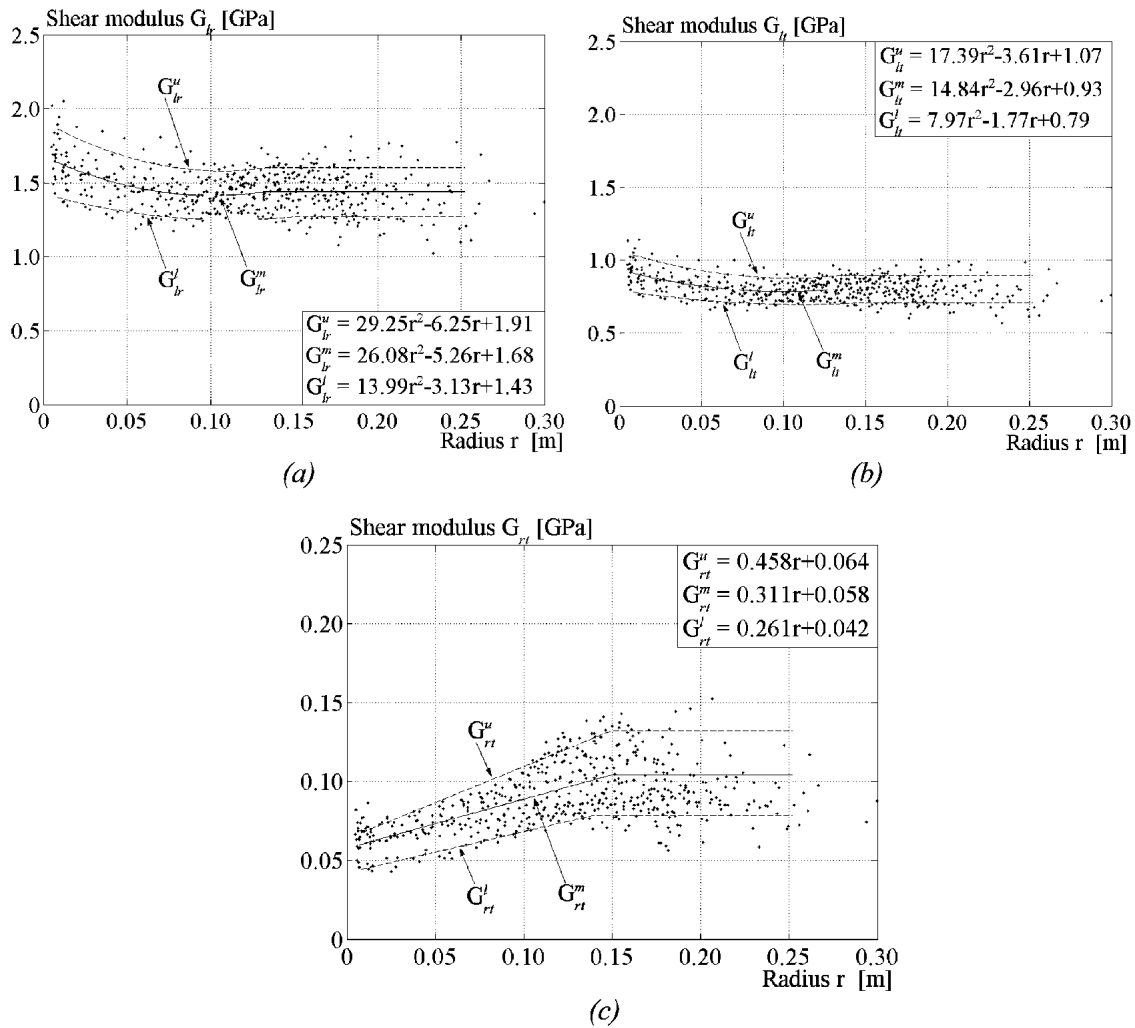 Shear modulus G_lr [GPa]
2.5
2.0
1.5
1.0
0.5
0
G^u_lr
G^l_lr
G^m_lr
G^u_lr = 29.25r²-6.25r+1.91
G^m_lr = 26.08r²-5.26r+1.68
G^l_lr = 13.99r²-3.13r+1.43
0 0.05 0.10 0.15 0.20 0.25 0.30
Radius r [m]
(a)
Shear modulus G_lt [GPa]
2.5
2.0
1.5
1.0
0.5
0
G^u_lt = 17.39r²-3.61r+1.07
G^m_lt = 14.84r²-2.96r+0.93
G^l_lt = 7.97r²-1.77r+0.79
G^u_lt
G^l_lt
G^m_lt
0 0.05 0.10 0.15 0.20 0.25 0.30
Radius r [m]
(b)
Shear modulus G_rt [GPa]
0.25
0.20
0.15
0.10
0.05
0
G^u_rt = 0.458r+0.064
G^m_rt = 0.311r+0.058
G^l_rt = 0.261r+0.042
G^u_rt
G^l_rt
G^m_rt
0 0.05 0.10 0.15 0.20 0.25 0.30
Radius r [m]
(c)